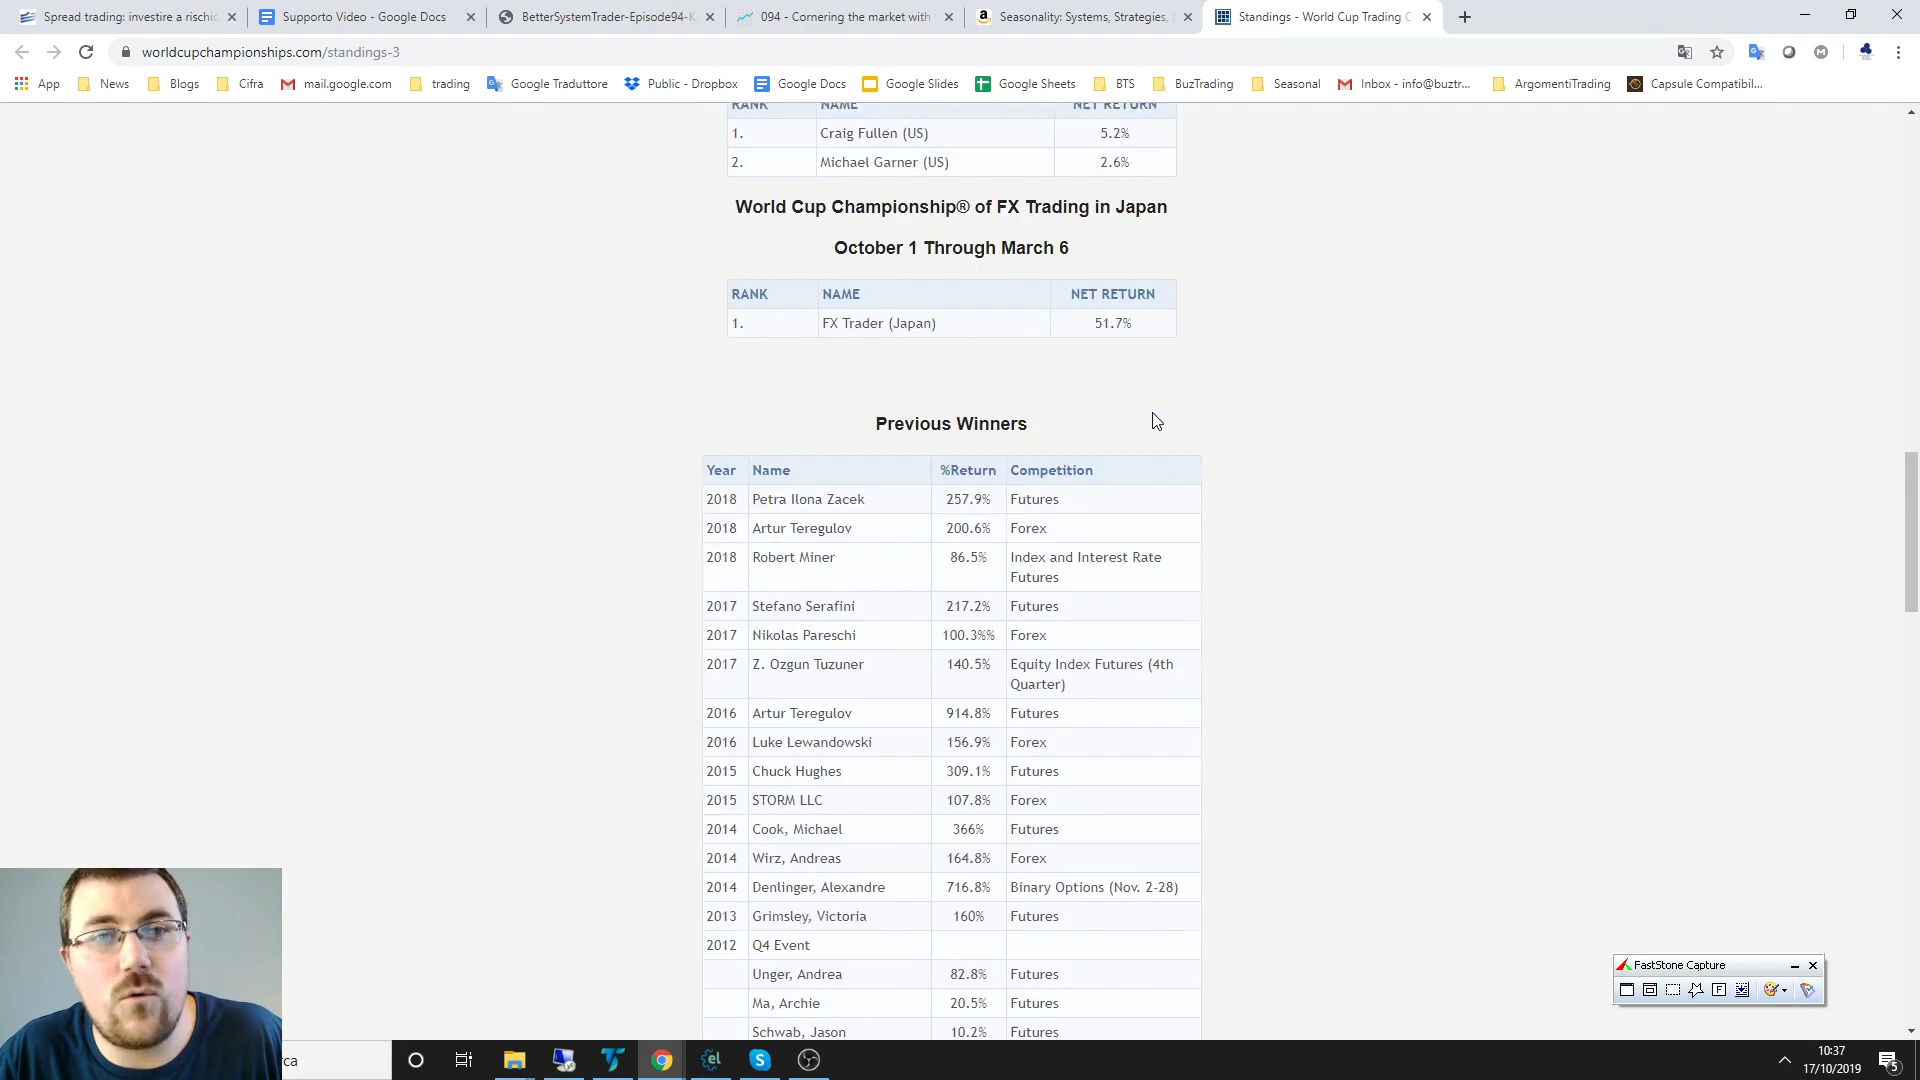 Spread trading: investire a rischio
Supporto Video - Google Docs
BetterSystemTrader-Episode94-K
094 - Cornering the market with
Seasonality: Systems, Strategies,
Standings - World Cup Trading C
worldcupchampionships.com/standings-3
App
News
Blogs
Cifra
mail.google.com
trading
Google Traduttore
Public - Dropbox
Google Docs
Google Slides
Google Sheets
BTS
BuzTrading
Seasonal
Inbox - info@buztr...
ArgomentiTrading
Capsule Compatibil...
RANK NAME NET RETURN
1. Craig Fullen (US) 5.2%
2. Michael Garner (US) 2.6%
World Cup Championship® of FX Trading in Japan
October 1 Through March 6
RANK NAME NET RETURN
1. FX Trader (Japan) 51.7%
Previous Winners
Year Name %Return Competition
2018 Petra Ilona Zacek 257.9% Futures
2018 Artur Teregulov 200.6% Forex
2018 Robert Miner 86.5% Index and Interest Rate
Futures
2017 Stefano Serafini 217.2% Futures
2017 Nikolas Pareschi 100.3%% Forex
2017 Z. Ozgun Tuzuner 140.5% Equity Index Futures (4th
Quarter)
2016 Artur Teregulov 914.8% Futures
2016 Luke Lewandowski 156.9% Forex
2015 Chuck Hughes 309.1% Futures
2015 STORM LLC 107.8% Forex
2014 Cook, Michael 366% Futures
2014 Wirz, Andreas 164.8% Forex
2014 Denlinger, Alexandre 716.8% Binary Options (Nov. 2-28)
2013 Grimsley, Victoria 160% Futures
2012 Q4 Event
Unger, Andrea 82.8% Futures
Ma, Archie 20.5% Futures
Schwab, Jason 10.2% Futures
FastStone Capture
rca
el
10:37
17/10/2019
5